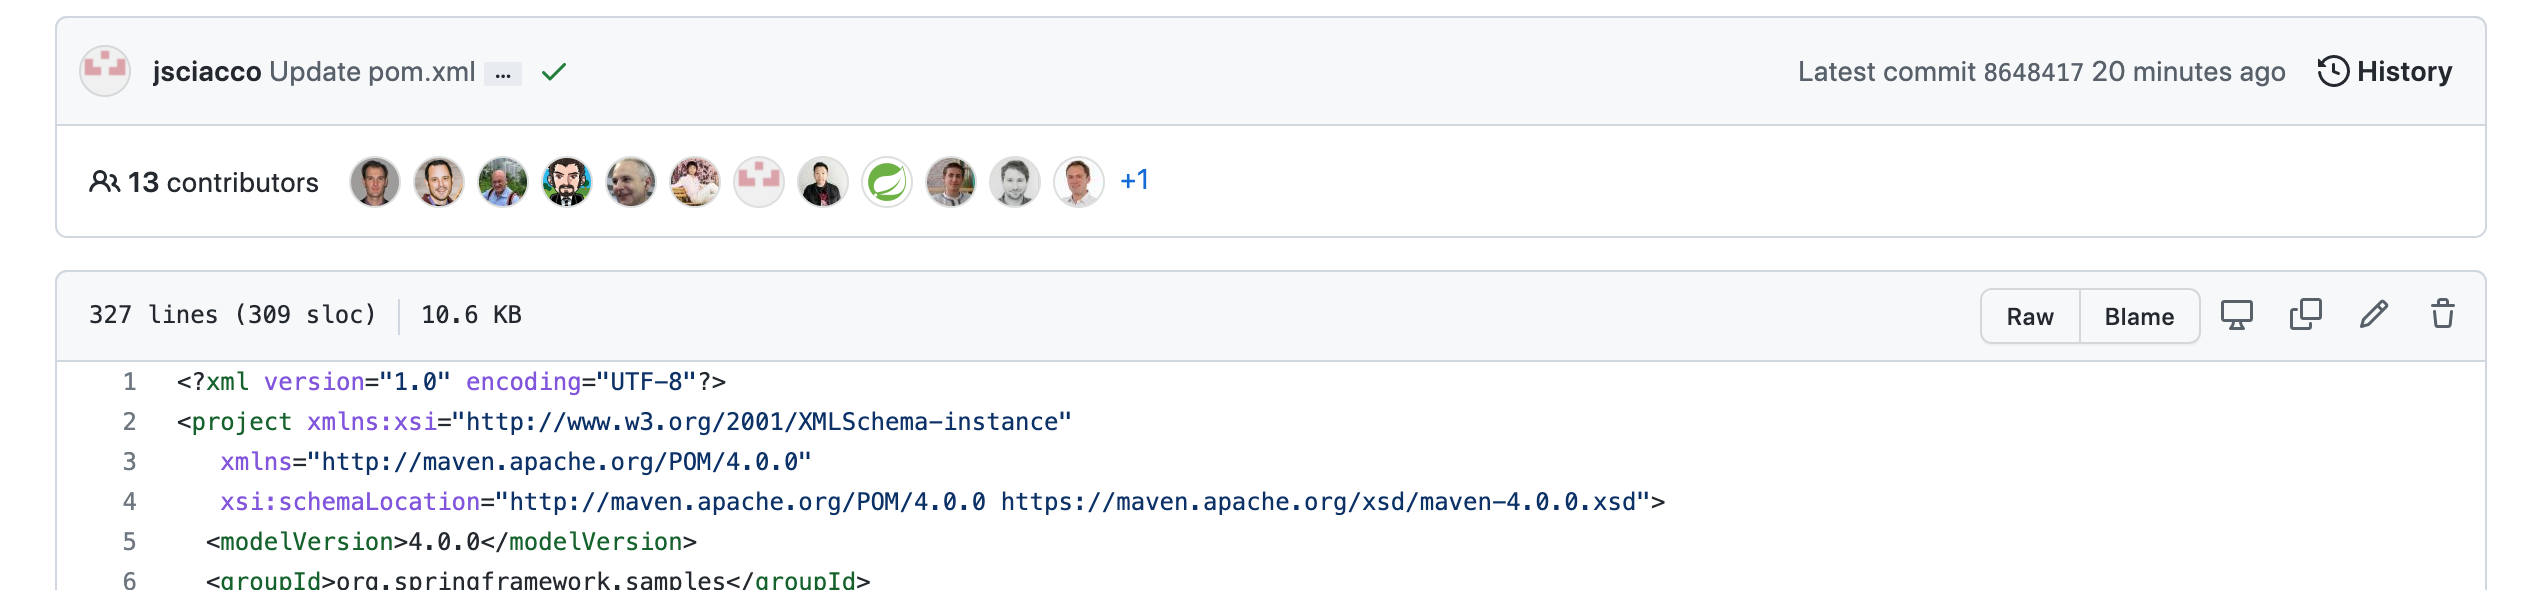 jsciacco Update pom.xml ... Latest commit 8648417 20 minutes ago History
13 contributors +1
327 lines (309 sloc) 10.6 KB Raw Blame
1 <?xml version="1.0" encoding="UTF-8"?>
2 <project xmlns:xsi="http://www.w3.org/2001/XMLSchema-instance"
3 xmlns="http://maven.apache.org/POM/4.0.0"
4 xsi:schemaLocation="http://maven.apache.org/POM/4.0.0 https://maven.apache.org/xsd/maven-4.0.0.xsd">
5 <modelVersion>4.0.0</modelVersion>
6 <groupId>org.springframework.samples</groupId>